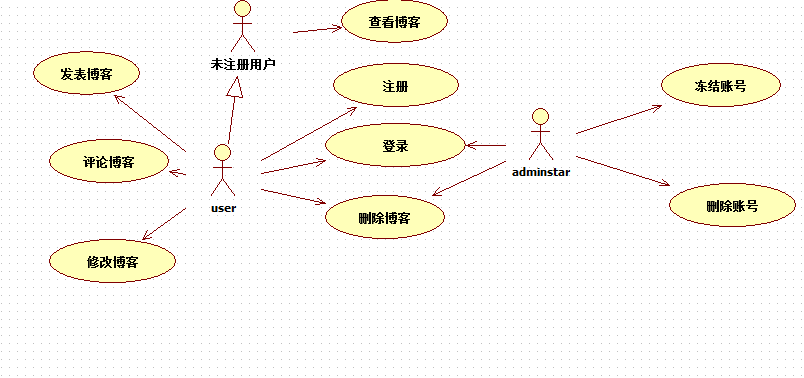 查看博客
未注册用户
发表博客
注册
冻结账号
登录
评论博客
adminstar
user
删除博客
删除账号
修改博客